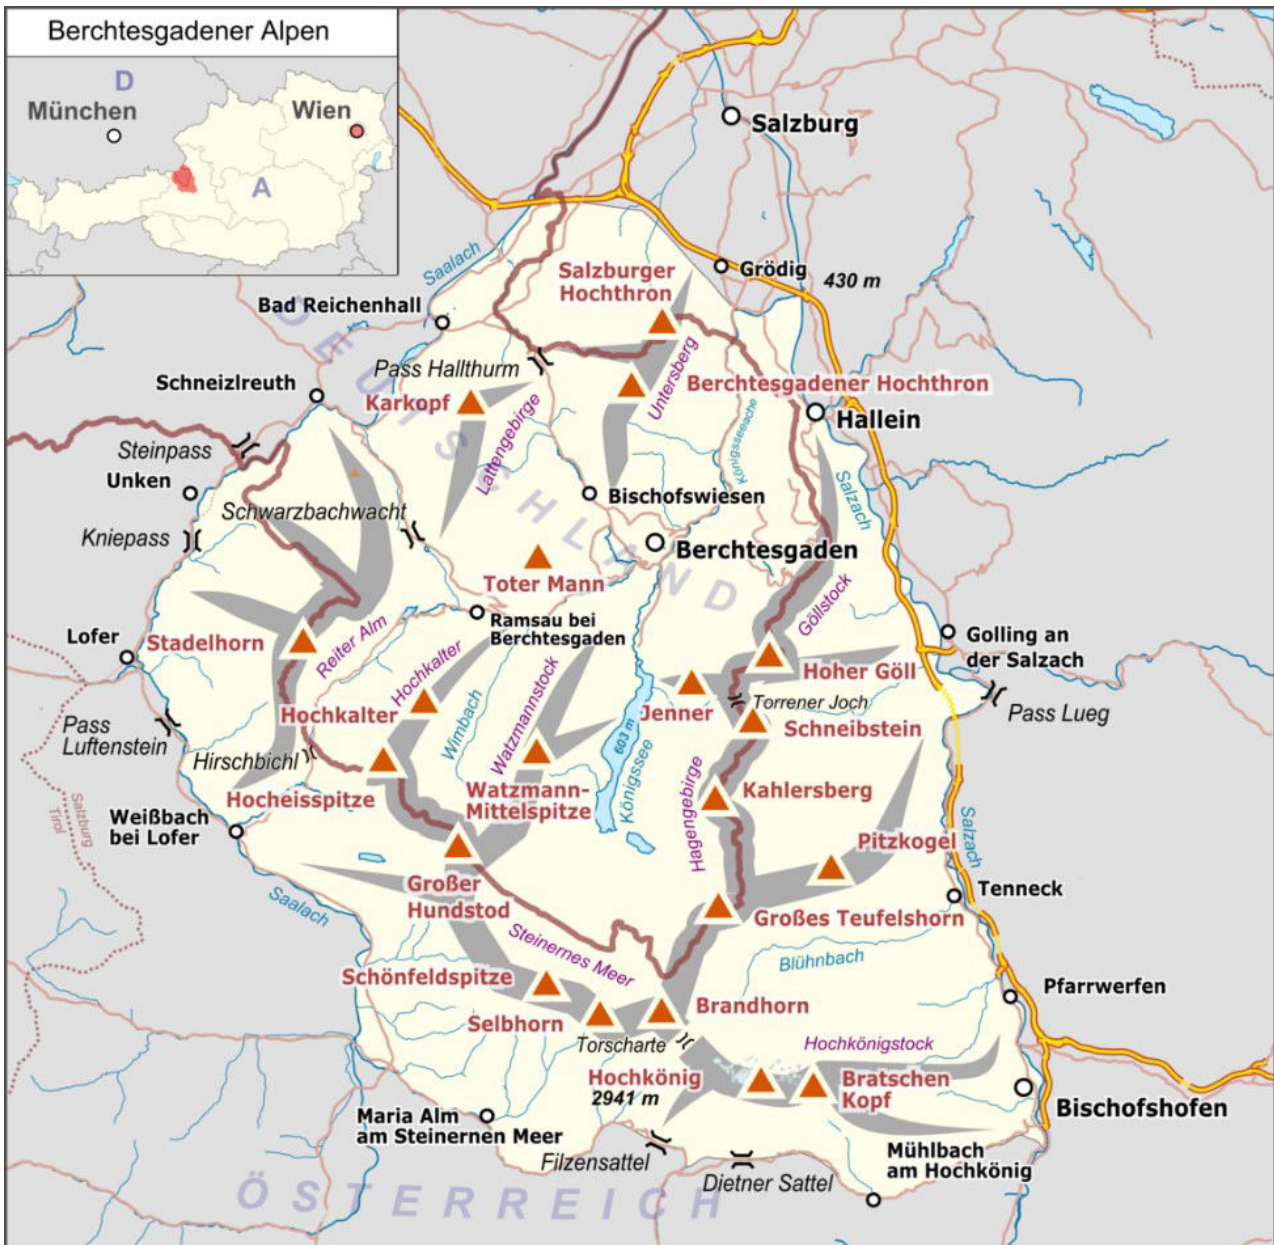 Berchtesgadener Alpen
D
München
Wien
A
Salzburg
Saalach
Salzburger
Hochthron
Grödig
430 m
Bad Reichenhall
DEUTSCHLAND
Pass Hallthurm
Untersberg
Schneizlreuth
Karkopf
Berchtesgadener Hochthron
Lattengebirge
Königsseeache
Hallein
Steinpass
Unken
Schwarzbachwacht
Bischofswiesen
Salzach
Kniepass
Berchtesgaden
Toter Mann
Göllstock
Lofer
Stadelhorn
Reiter Alm
Ramsau bei
Berchtesgaden
Golling an
der Salzach
Hochkalter
Hoher Göll
Pass
Luftenstein
Hochkalter
Wimbach
Watzmannstock
Jenner
Torrener Joch
Pass Lueg
Schneibstein
603 m
Königssee
Hirschbichl
Hocheisspitze
Watzmann-
Mittelspitze
Hagengebirge
Kahlersberg
Salzburg
Tirol
Weißbach
bei Lofer
Salzach
Pitzkogel
Saalach
Großer
Hundstod
Tenneck
Großes Teufelshorn
Steinernes Meer
Blühnbach
Schönfeldspitze
Pfarrwerfen
Selbhorn
Brandhorn
Torscharte
Hochkönigstock
Hochkönig
2941 m
Bratschen
Kopf
Bischofshofen
Maria Alm
am Steinernen Meer
Filzensattel
Dietner Sattel
Mühlbach
am Hochkönig
ÖSTERREICH